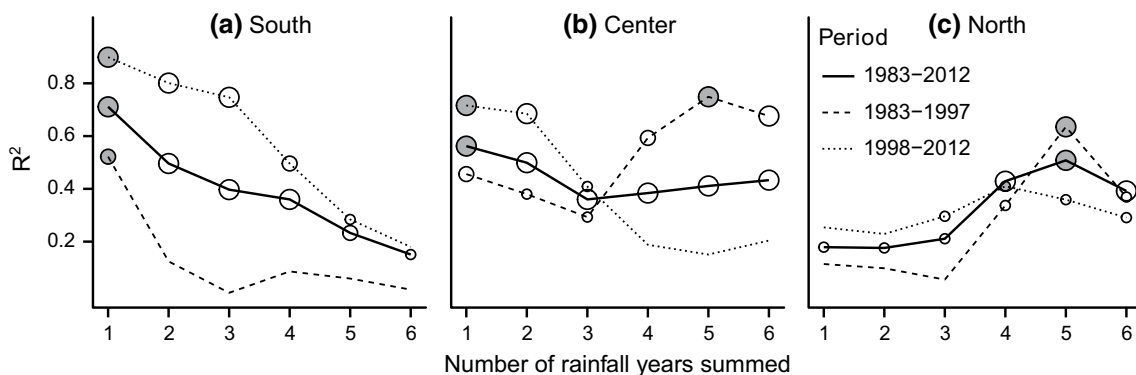 (a) South
(b) Center
(c) North
Period
1983–2012
1983–1997
1998–2012
R²
0.8
0.6
0.4
0.2
1 2 3 4 5 6
1 2 3 4 5 6
1 2 3 4 5 6
Number of rainfall years summed